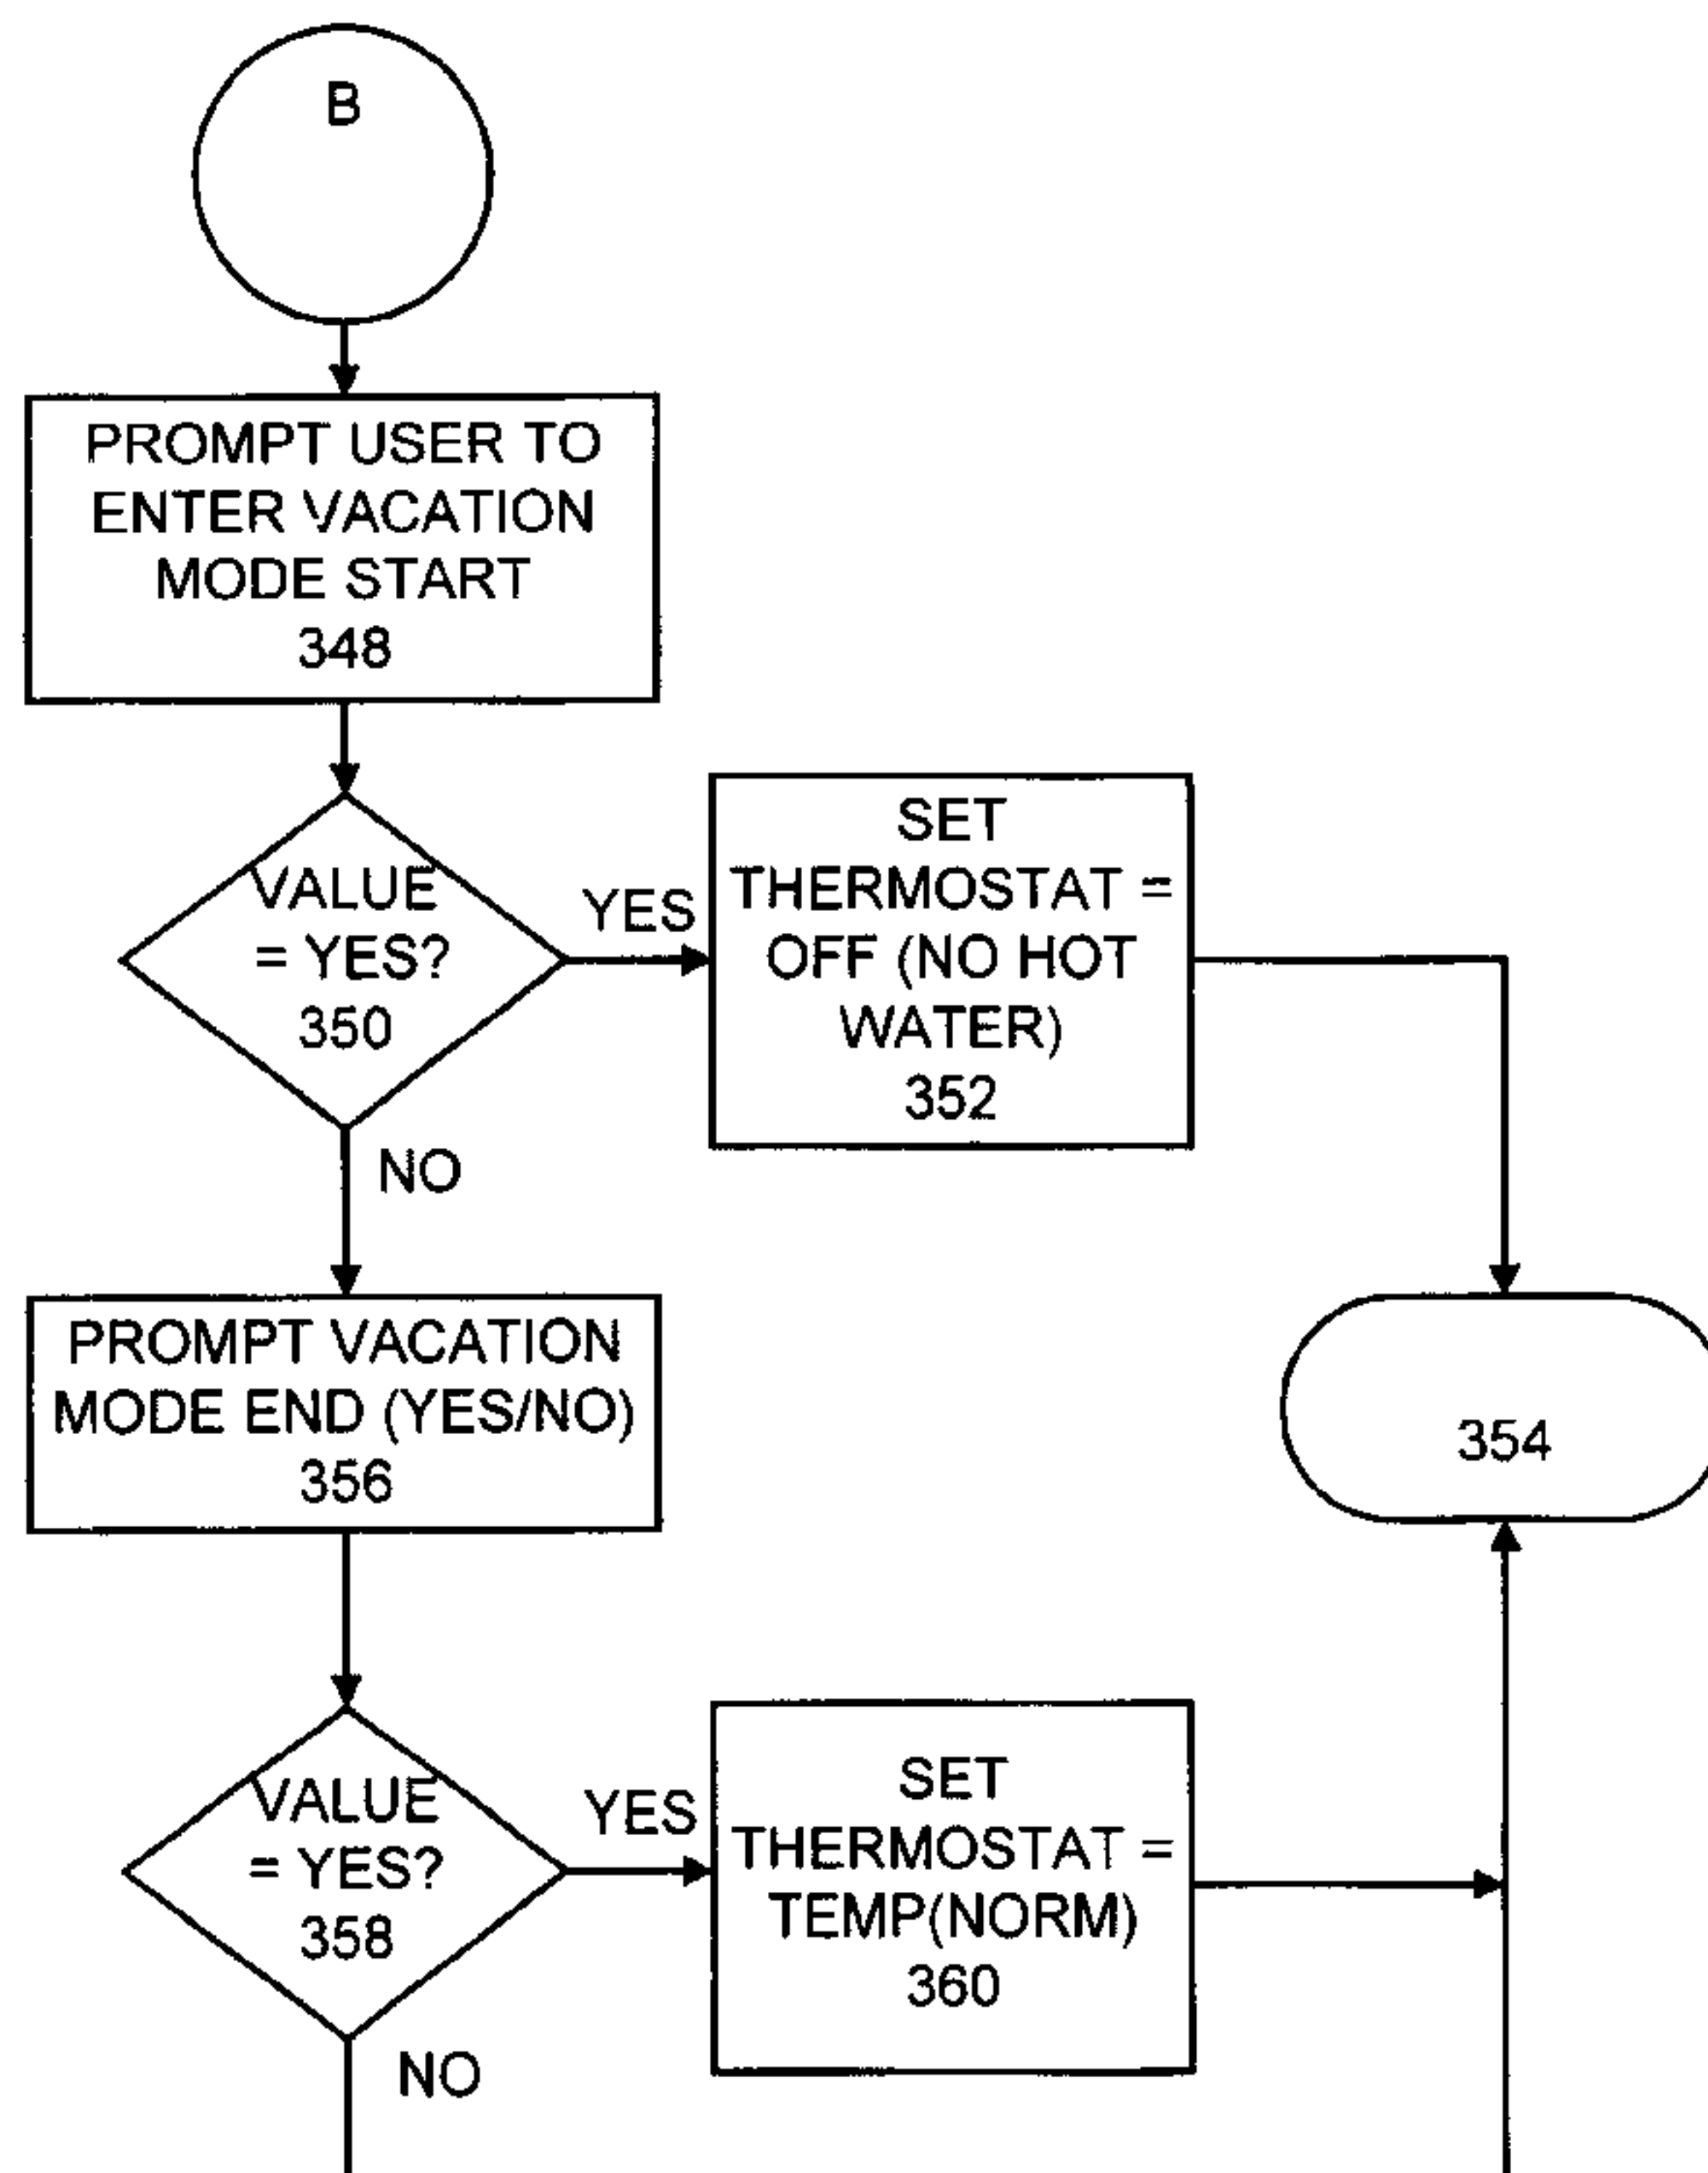 B
PROMPT USER TO
ENTER VACATION
MODE START
348
VALUE
= YES?
350
YES
SET
THERMOSTAT =
OFF (NO HOT
WATER)
352
NO
PROMPT VACATION
MODE END (YES/NO)
356
354
VALUE
= YES?
358
YES
SET
THERMOSTAT =
TEMP(NORM)
360
NO